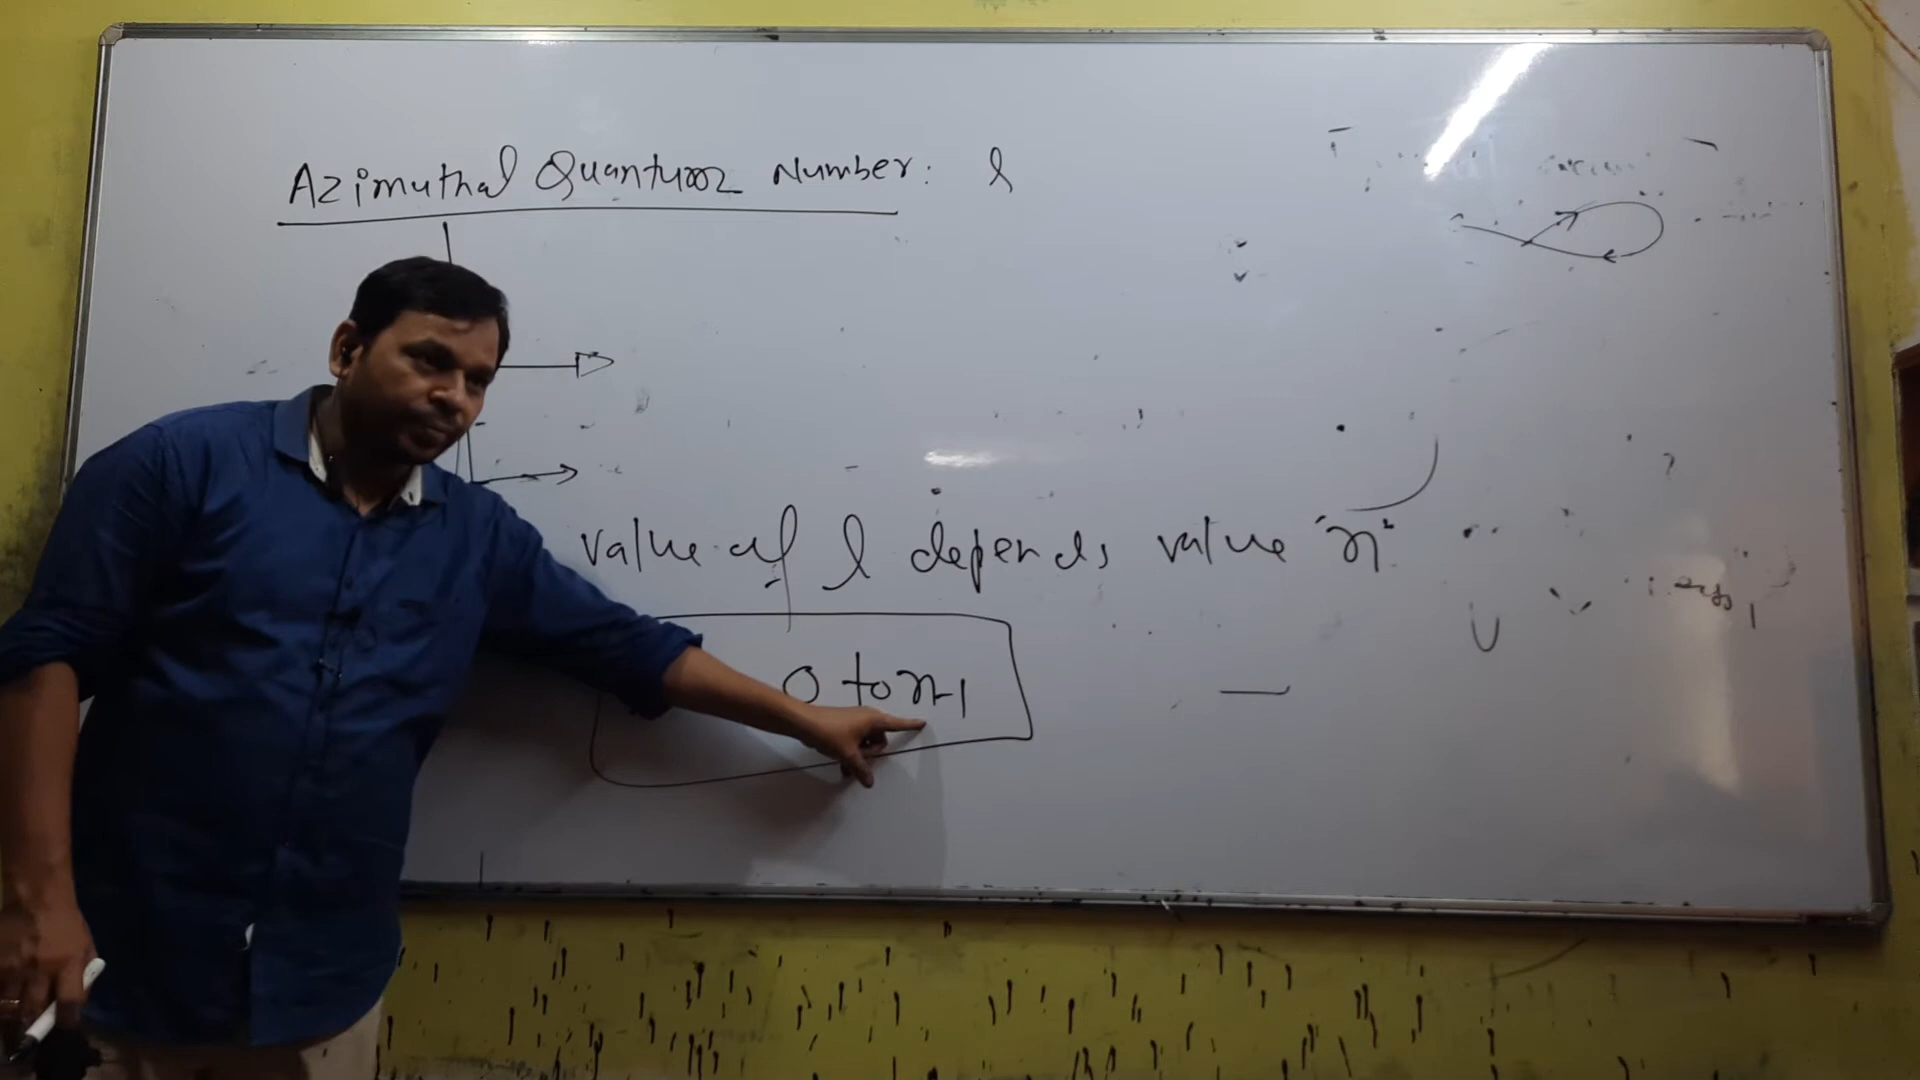 Azimuthal Quantum Number: l
value of l depends value 'n'
0 to n-1